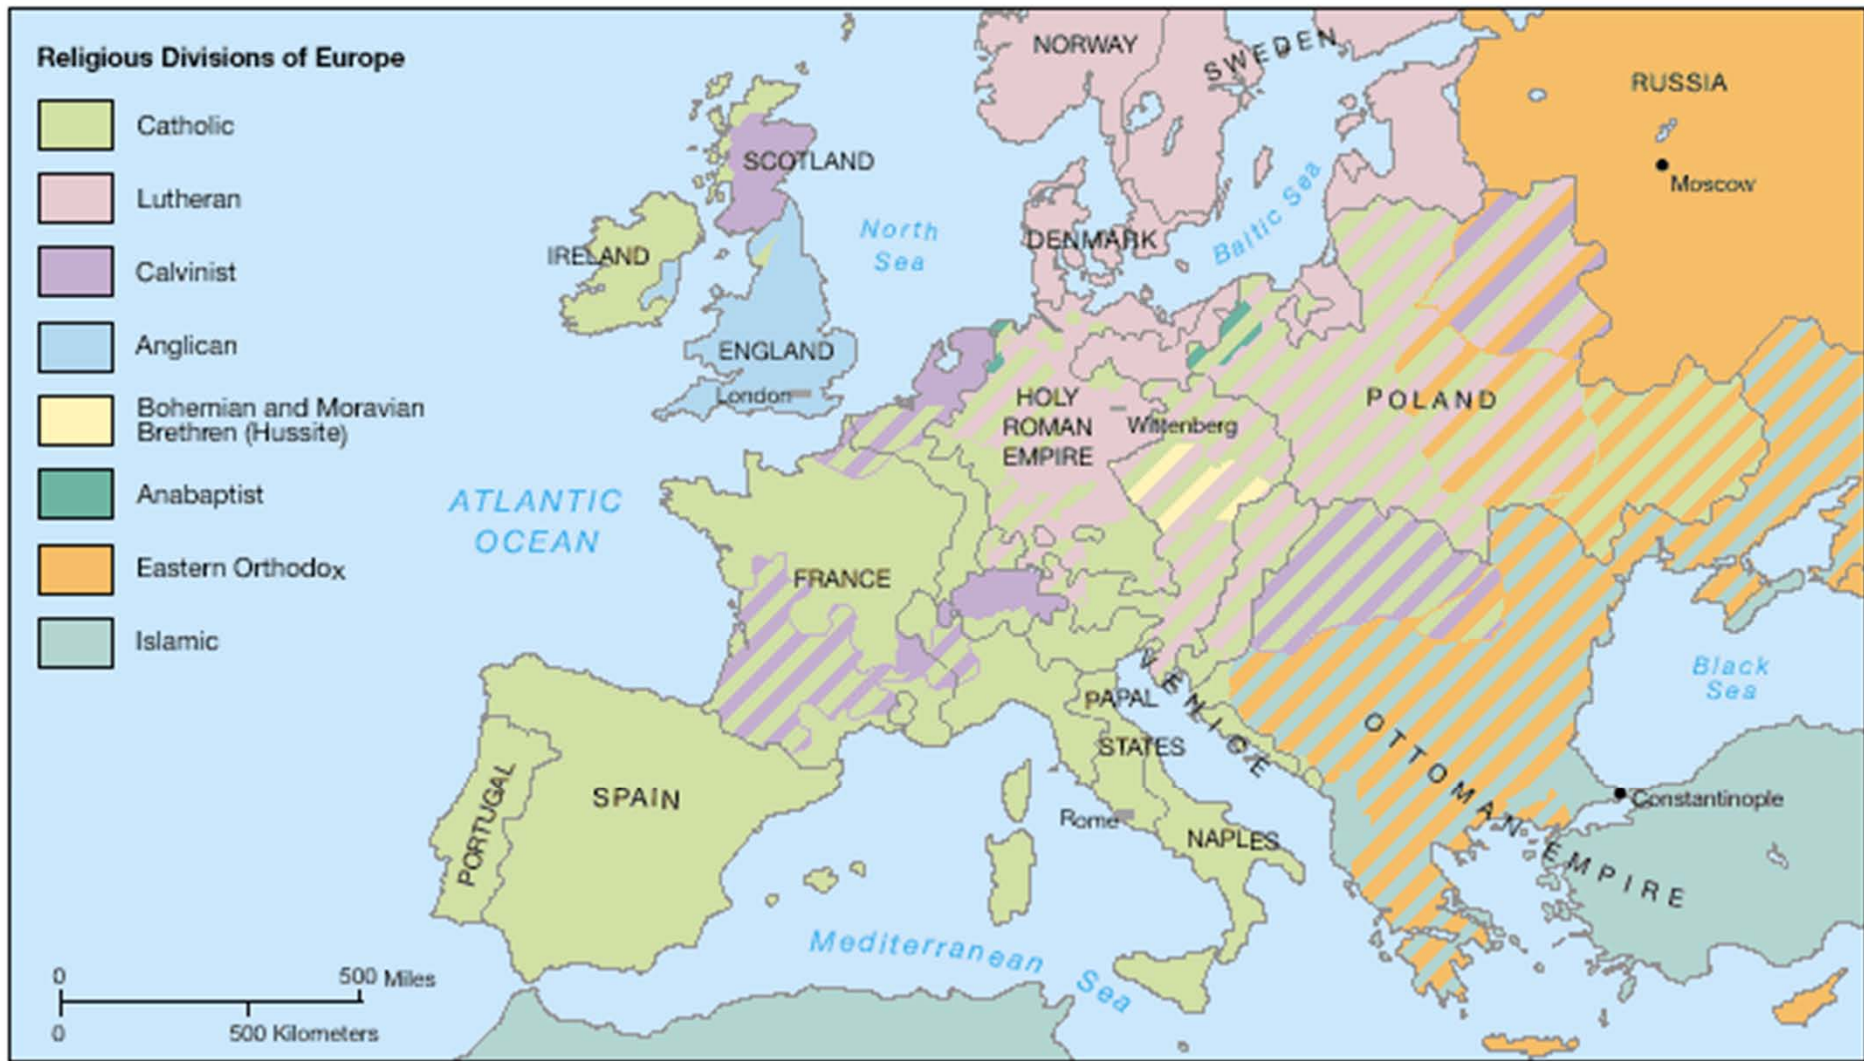 Religious Divisions of Europe
Catholic
Lutheran
Calvinist
Anglican
Bohemian and Moravian
Brethren (Hussite)
Anabaptist
Eastern Orthodox
Islamic
NORWAY
SWEDEN
RUSSIA
Moscow
SCOTLAND
North
Sea
IRELAND
DENMARK
Baltic Sea
ENGLAND
London
HOLY
ROMAN
EMPIRE
Wittenberg
POLAND
ATLANTIC
OCEAN
FRANCE
VENICE
Black
Sea
PAPAL
STATES
OTTOMAN EMPIRE
Constantinople
PORTUGAL
SPAIN
Rome
NAPLES
Mediterranean Sea
0 500 Miles
0 500 Kilometers